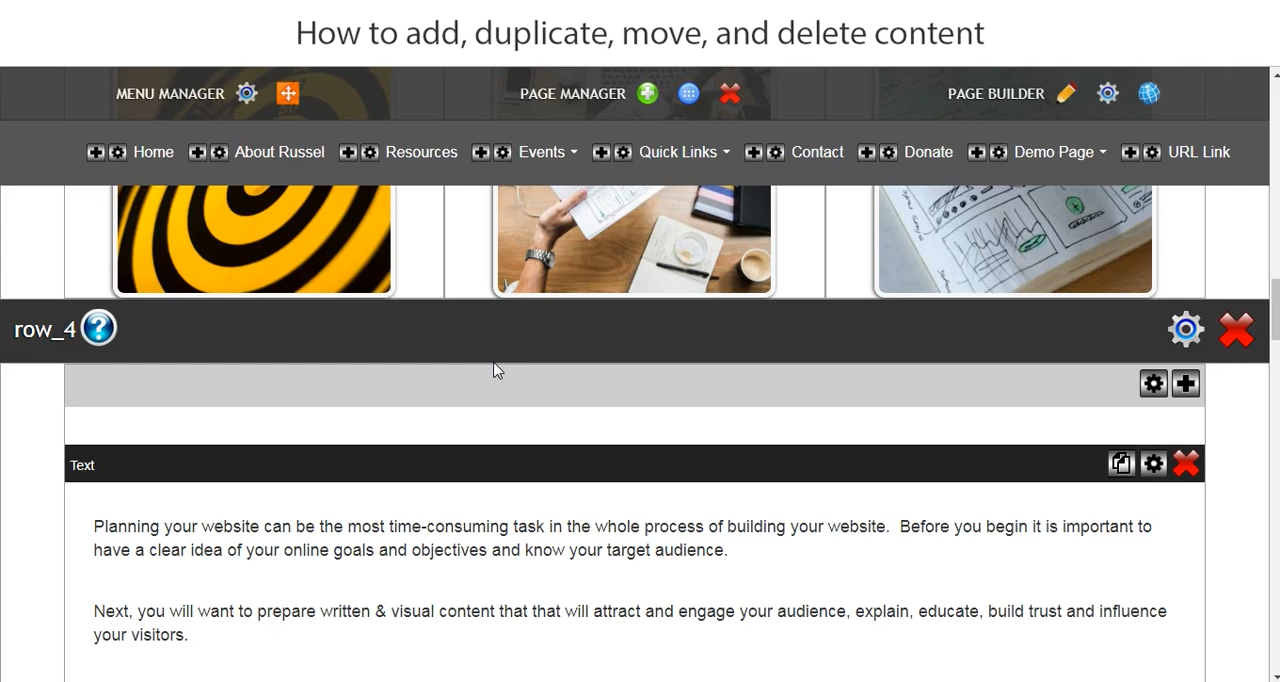 How to add, duplicate, move, and delete content
MENU MANAGER PAGE MANAGER PAGE BUILDER
Home About Russel Resources Events Quick Links Contact Donate Demo Page URL Link
row_4
Text
Planning your website can be the most time-consuming task in the whole process of building your website. Before you begin it is important to
have a clear idea of your online goals and objectives and know your target audience.
Next, you will want to prepare written & visual content that that will attract and engage your audience, explain, educate, build trust and influence
your visitors.